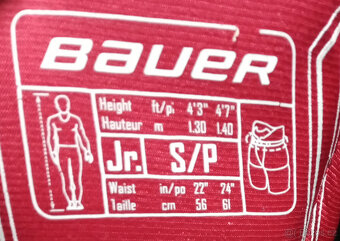 BAUER
Height ft/pi. 4'3" 4'7"
Hauteur m 1.30 1.40
Jr. S/P
Waist in/po 22" 24"
Taille cm 56 61